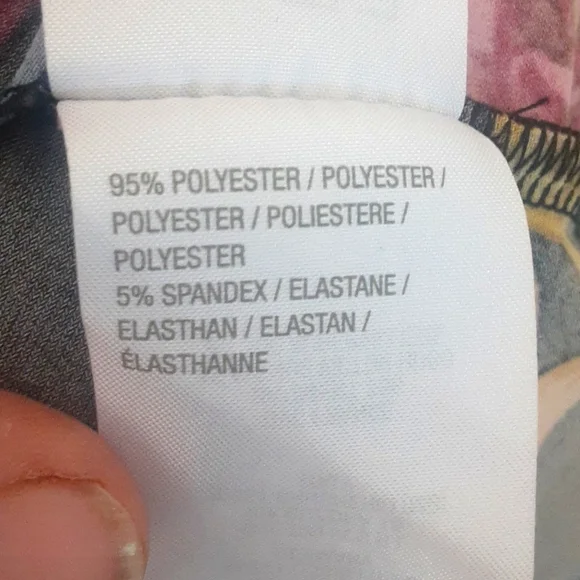 95% POLYESTER / POLYESTER /
POLYESTER / POLIESTERE /
POLYESTER
5% SPANDEX / ELASTANE /
ELASTHAN / ELASTAN /
ÉLASTHANNE